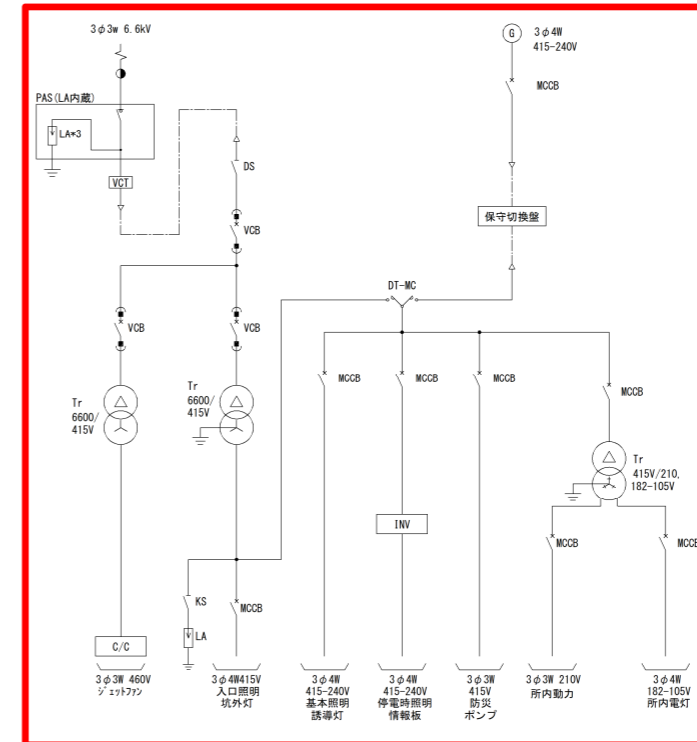 3φ3w 6.6kV
PAS(LA内蔵)
LA*3
VCT
DS
VCB
VCB
VCB
Tr
6600/
415V
Tr
6600/
415V
KS
LA
MCCB
C/C
3φ3W 460V
ジェットファン
3φ4W415V
入口照明
坑外灯
G
3φ4W
415-240V
MCCB
保守切換盤
DT-MC
MCCB
MCCB
MCCB
MCCB
INV
Tr
415V/210,
182-105V
MCCB
MCCB
3φ4W
415-240V
基本照明
誘導灯
3φ4W
415-240V
停電時照明
情報板
3φ3W
415V
防災
ポンプ
3φ3W 210V
所内動力
3φ4W
182-105V
所内電灯